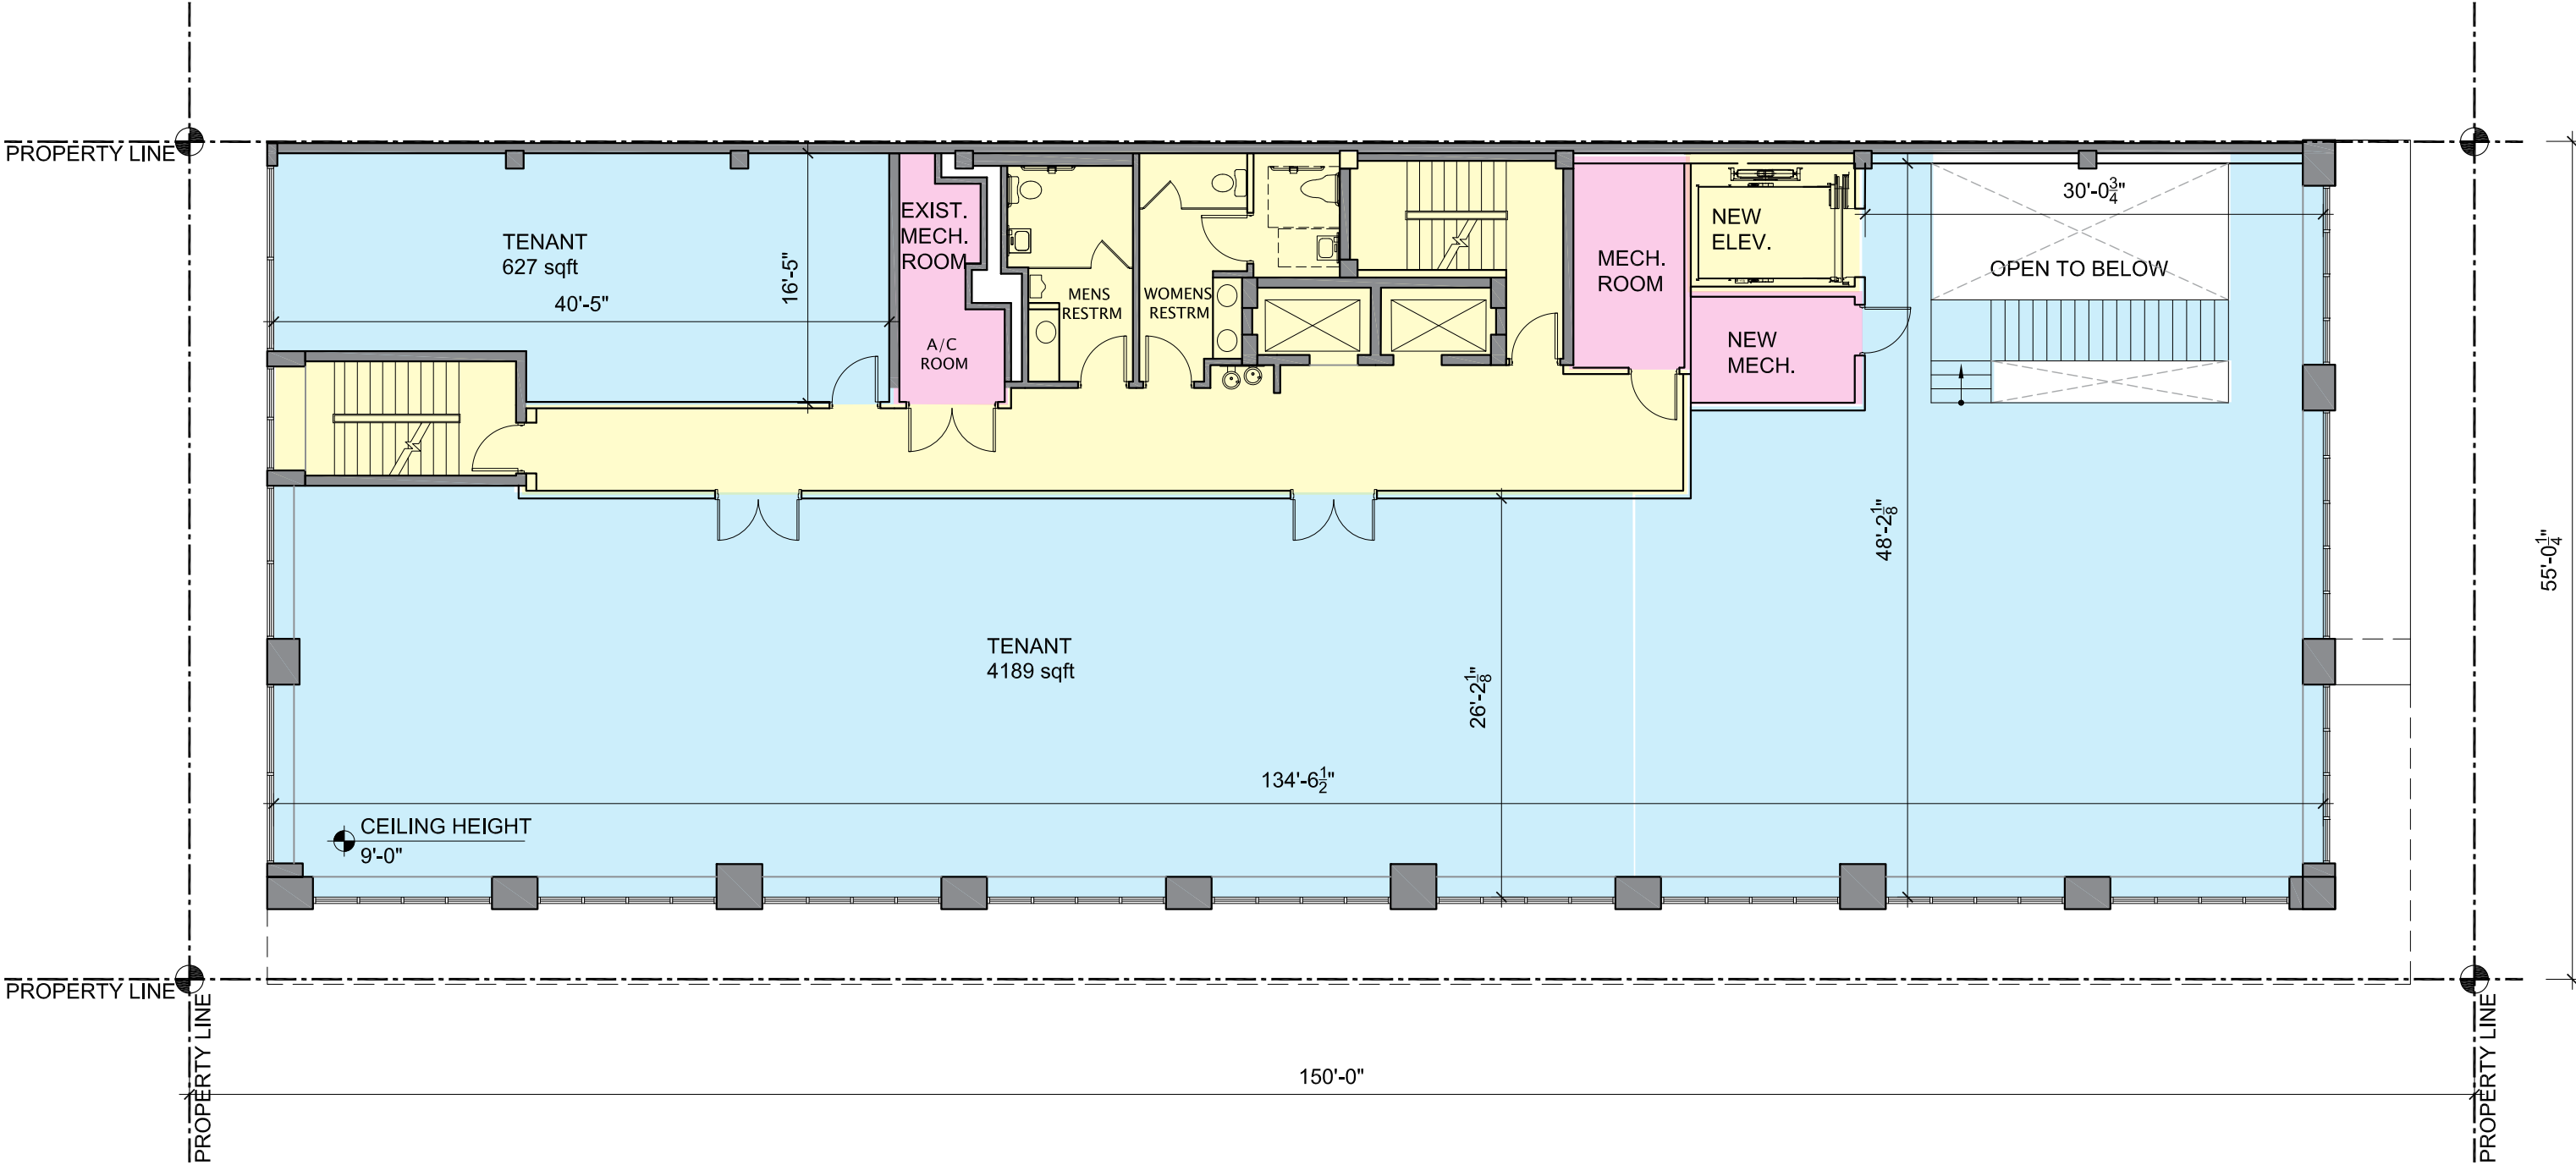 PROPERTY LINE
TENANT
627 sqft
40'-5"
16'-5"
EXIST.
MECH.
ROOM
A/C
ROOM
MENS
RESTRM
WOMENS
RESTRM
MECH.
ROOM
NEW
ELEV.
NEW
MECH.
30'-0¾"
OPEN TO BELOW
48'-2⅛"
55'-0¼"
TENANT
4189 sqft
26'-2⅛"
134'-6½"
CEILING HEIGHT
9'-0"
PROPERTY LINE
PROPERTY LINE
PROPERTY LINE
150'-0"